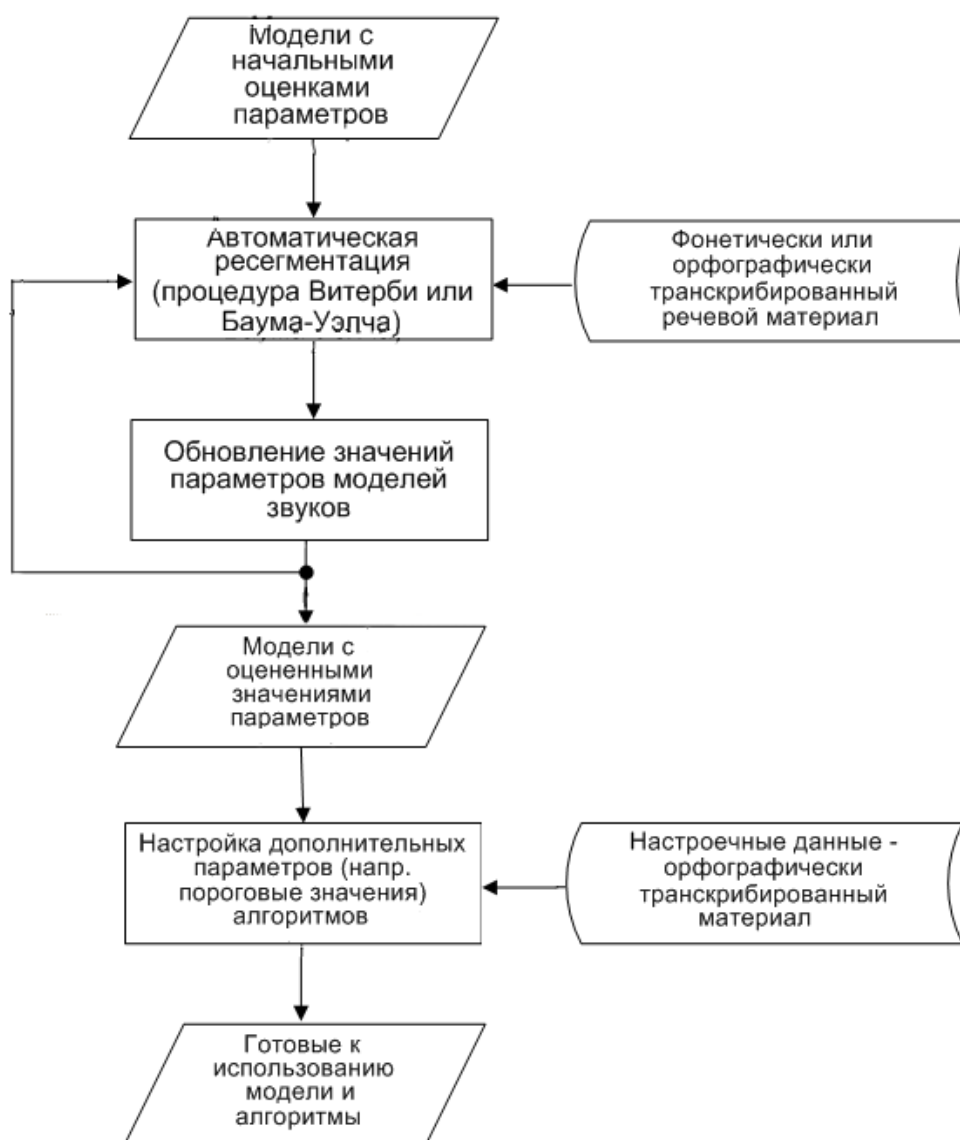 Модели с
начальными
оценками
параметров
Автоматическая
ресегментация
(процедура Витерби или
Баума-Уэлча)
Фонетически или
орфографически
транскрибированный
речевой материал
Обновление значений
параметров моделей
звуков
Модели с
оцененными
значениями
параметров
Настройка дополнительных
параметров (напр.
пороговые значения)
алгоритмов
Настроечные данные -
орфографически
транскрибированный
материал
Готовые к
использованию
модели и
алгоритмы